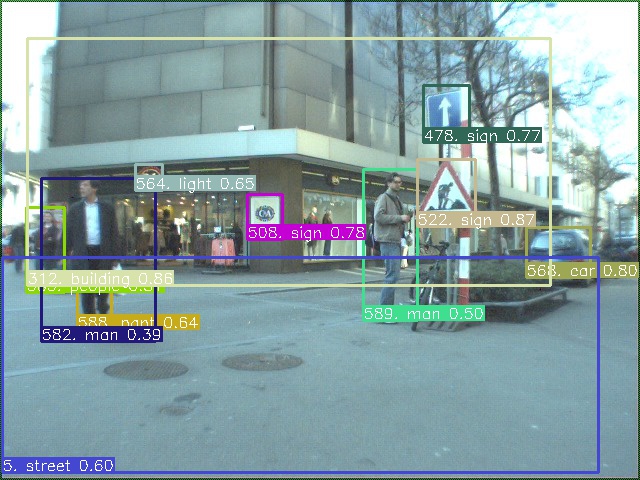 478. sign 0.77
564. light 0.65
522. sign 0.87
508. sign 0.78
C&A
568. car 0.80
312. building 0.86
588. pant 0.64
589. man 0.50
582. man 0.39
5. street 0.60